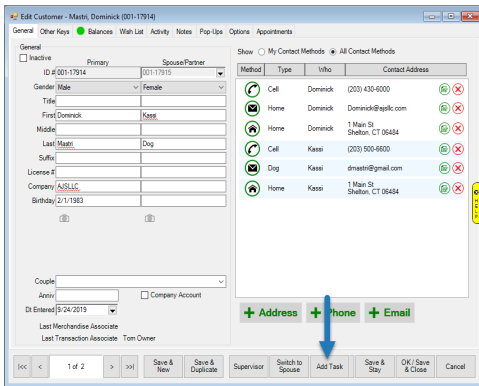 Edit Customer - Mastri, Dominick (001-17914)
General Other Keys Balances Wish List Activity Notes Pop-Ups Options Appointments
General
Inactive
Primary Spouse/Partner
ID # 001-17914 001-17915
Gender Male Female
Title
First Dominick Kassi
Middle
Last Mastri Dog
Suffix
License #
Company AJSLLC
Birthday 2/1/1983
Couple
Anniv Company Account
Dt Entered 9/24/2019
Last Merchandise Associate
Last Transaction Associate Tom Owner
Show My Contact Methods All Contact Methods
Method Type Who Contact Address
Cell Dominick (203) 430-6000
Home Dominick Dominick@ajsllc.com
Home Dominick 1 Main St
Shelton, CT 06484
Cell Kassi (203) 500-6600
Dog Kassi dmastri@gmail.com
Home Kassi 1 Main St
Shelton, CT 06484
HELP
+ Address + Phone + Email
|<< < 1 of 2 > >>| Save & New Save & Duplicate Supervisor Switch to Spouse Add Task Save & Stay OK / Save & Close Cancel